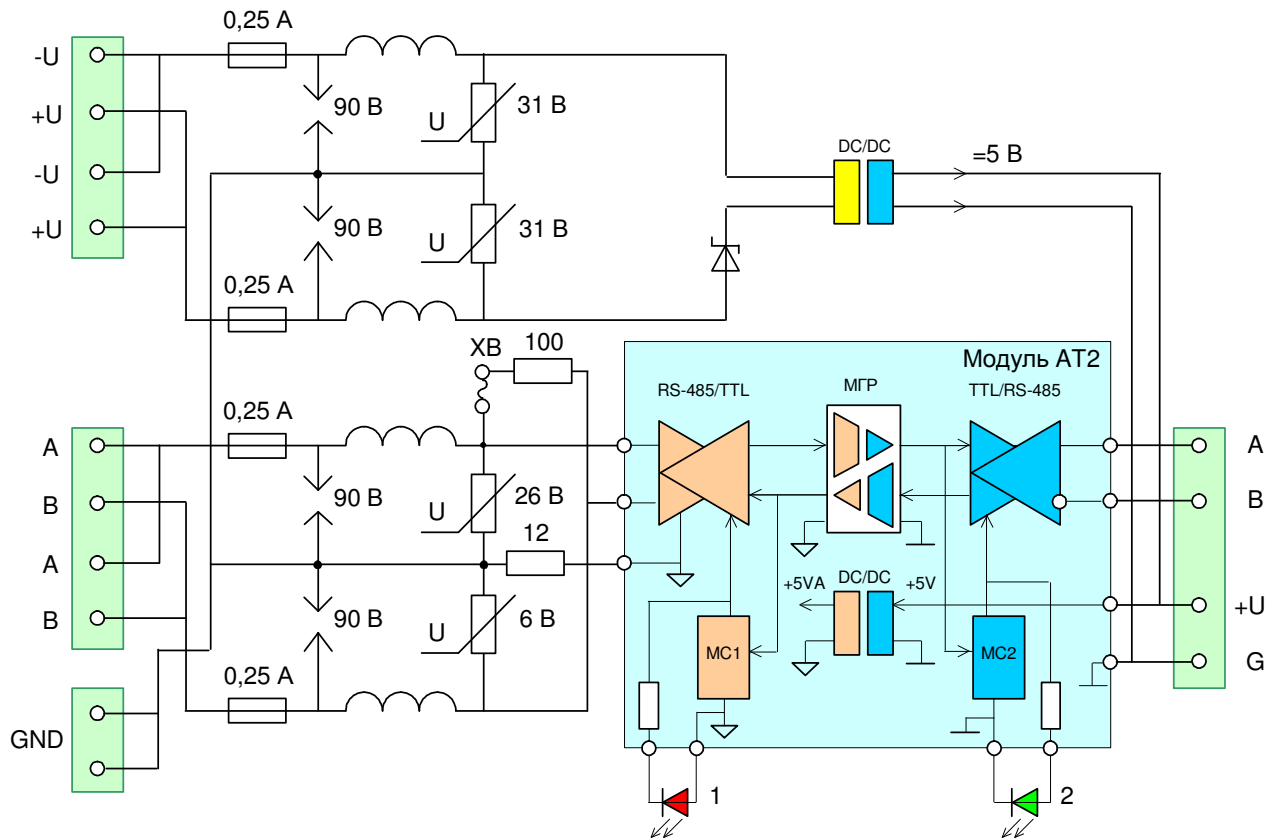 0,25 A
-U
+U
-U
+U
90 В
U
31 В
DC/DC
=5 В
90 В
U
31 В
0,25 A
XB
100
Модуль АТ2
RS-485/TTL
МГР
TTL/RS-485
0,25 A
A
B
A
B
90 В
U
26 В
12
90 В
U
6 В
0,25 A
+5VA
DC/DC
+5V
MC1
MC2
A
B
+U
G
GND
1
2